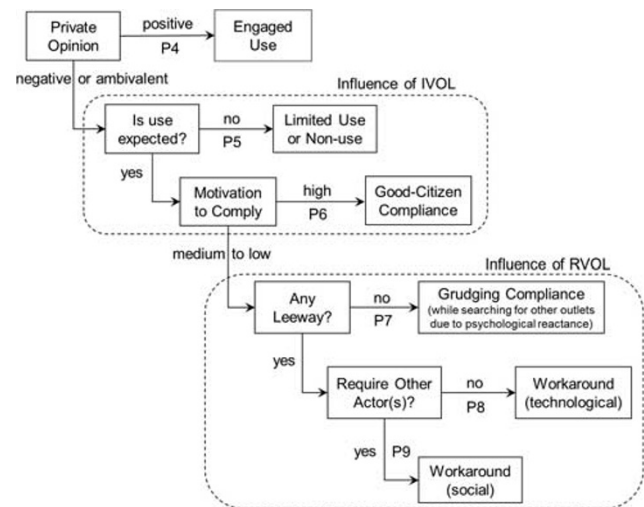 Private
Opinion
positive
P4
Engaged
Use
negative or ambivalent
Influence of IVOL
Is use
expected?
no
P5
Limited Use
or Non-use
yes
Motivation
to Comply
high
P6
Good-Citizen
Compliance
medium to low
Influence of RVOL
Any
Leeway?
no
P7
Grudging Compliance
(while searching for other outlets
due to psychological reactance)
yes
Require Other
Actor(s)?
no
P8
Workaround
(technological)
yes
P9
Workaround
(social)